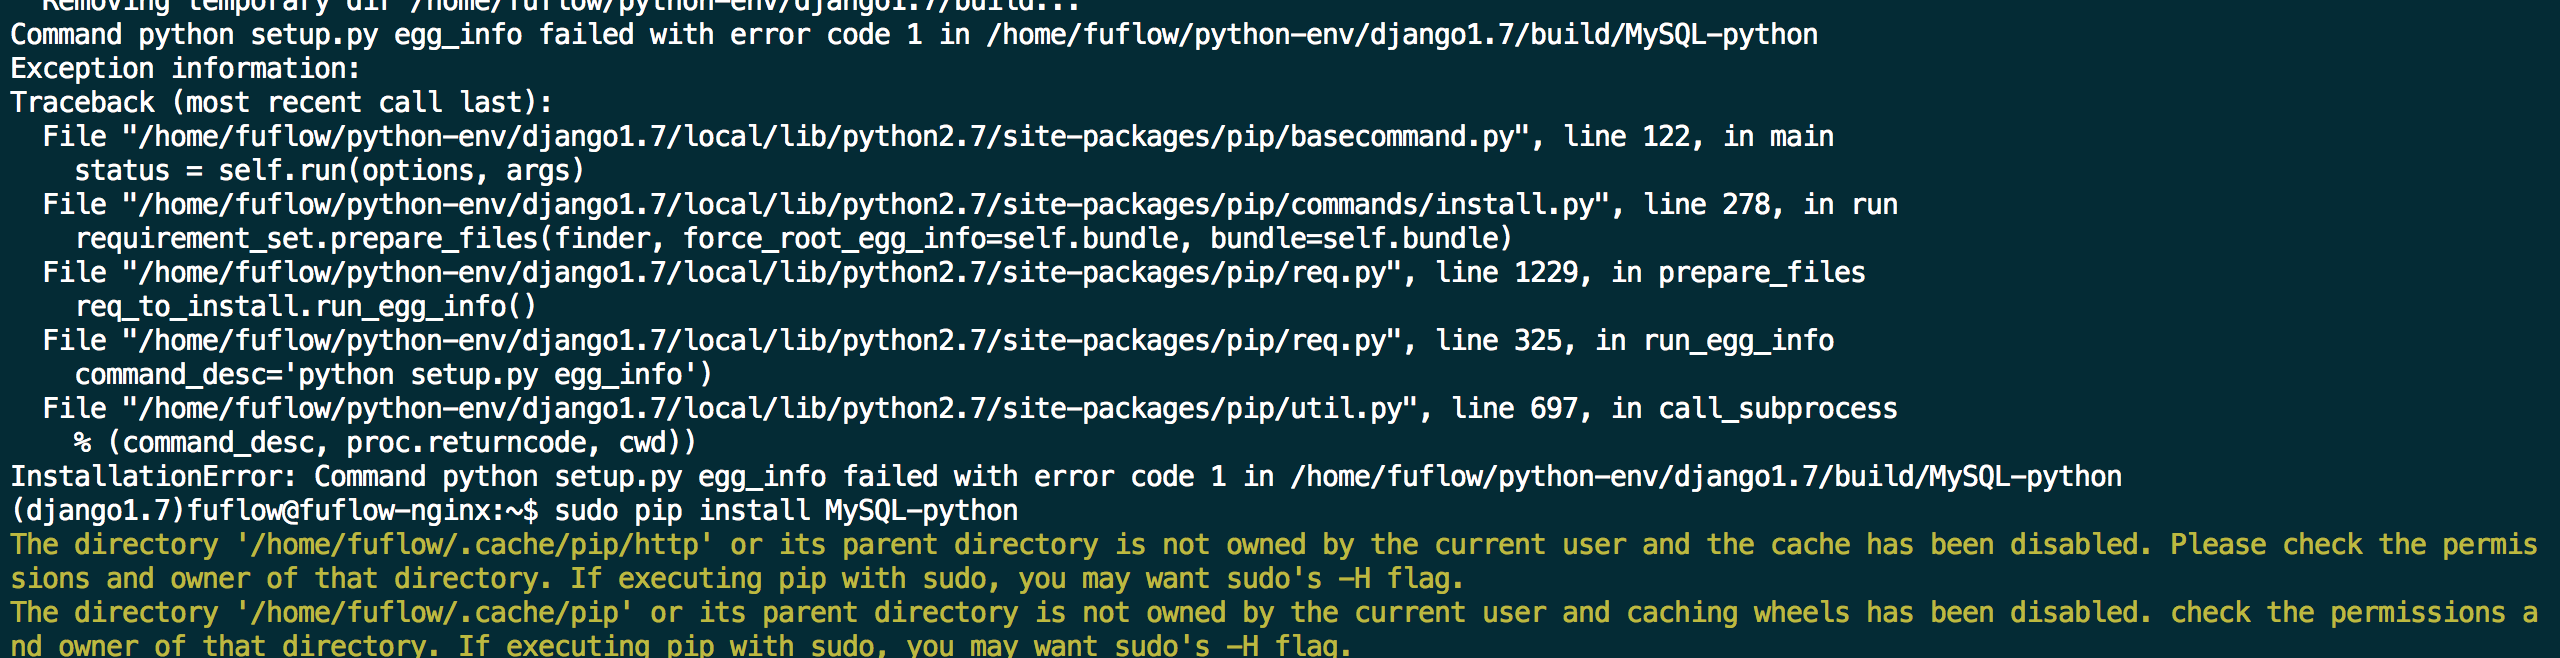 Removing temporary dir /home/fuflow/python-env/django1.7/build...
Command python setup.py egg_info failed with error code 1 in /home/fuflow/python-env/django1.7/build/MySQL-python
Exception information:
Traceback (most recent call last):
  File "/home/fuflow/python-env/django1.7/local/lib/python2.7/site-packages/pip/basecommand.py", line 122, in main
    status = self.run(options, args)
  File "/home/fuflow/python-env/django1.7/local/lib/python2.7/site-packages/pip/commands/install.py", line 278, in run
    requirement_set.prepare_files(finder, force_root_egg_info=self.bundle, bundle=self.bundle)
  File "/home/fuflow/python-env/django1.7/local/lib/python2.7/site-packages/pip/req.py", line 1229, in prepare_files
    req_to_install.run_egg_info()
  File "/home/fuflow/python-env/django1.7/local/lib/python2.7/site-packages/pip/req.py", line 325, in run_egg_info
    command_desc='python setup.py egg_info')
  File "/home/fuflow/python-env/django1.7/local/lib/python2.7/site-packages/pip/util.py", line 697, in call_subprocess
    % (command_desc, proc.returncode, cwd))
InstallationError: Command python setup.py egg_info failed with error code 1 in /home/fuflow/python-env/django1.7/build/MySQL-python
(django1.7)fuflow@fuflow-nginx:~$ sudo pip install MySQL-python
The directory '/home/fuflow/.cache/pip/http' or its parent directory is not owned by the current user and the cache has been disabled. Please check the permis
sions and owner of that directory. If executing pip with sudo, you may want sudo's -H flag.
The directory '/home/fuflow/.cache/pip' or its parent directory is not owned by the current user and caching wheels has been disabled. check the permissions a
nd owner of that directory. If executing pip with sudo, you may want sudo's -H flag.